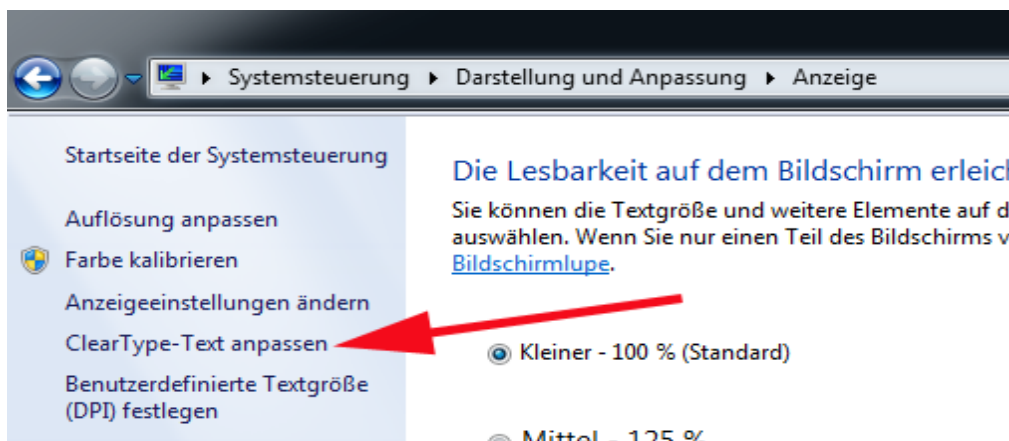 Systemsteuerung ▸ Darstellung und Anpassung ▸ Anzeige
Startseite der Systemsteuerung
Auflösung anpassen
Farbe kalibrieren
Anzeigeeinstellungen ändern
ClearType-Text anpassen
Benutzerdefinierte Textgröße
(DPI) festlegen
Die Lesbarkeit auf dem Bildschirm
Sie können die Textgröße und weitere Elemente auf
auswählen. Wenn Sie nur einen Teil des Bildschirms
Bildschirmlupe.
Kleiner - 100 % (Standard)
Mittel - 125 %